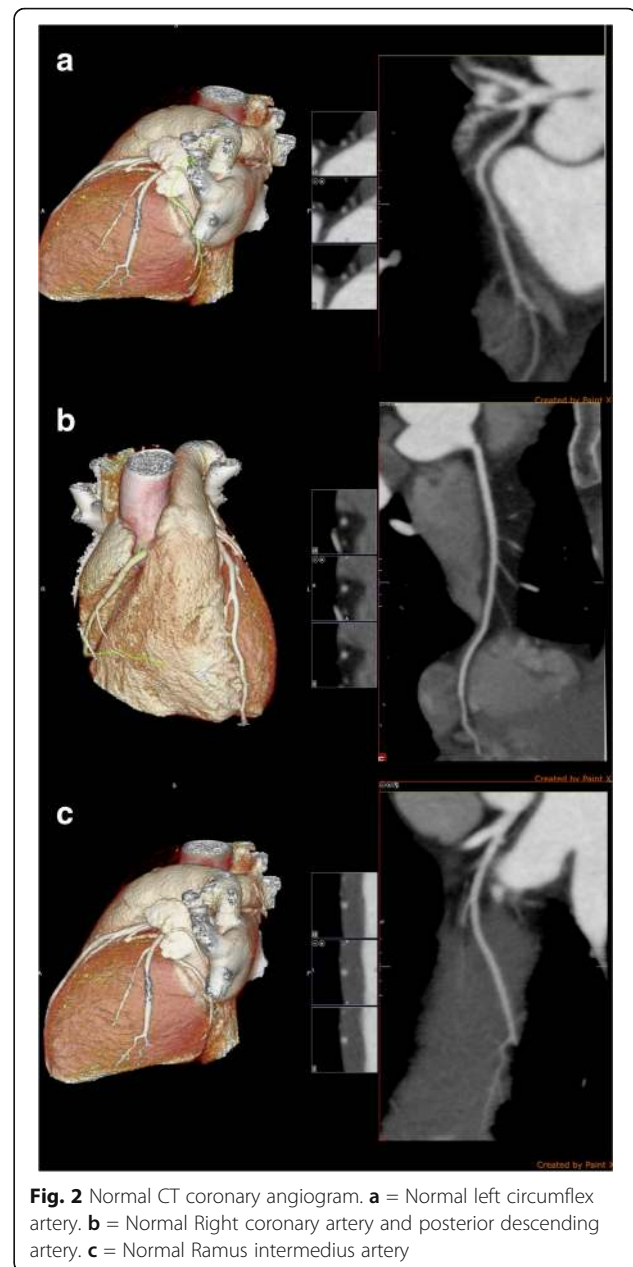 a
Created by Paint X
b
Created by Paint X
c
Created by Paint X
Fig. 2 Normal CT coronary angiogram. a = Normal left circumflex
artery. b = Normal Right coronary artery and posterior descending
artery. c = Normal Ramus intermedius artery